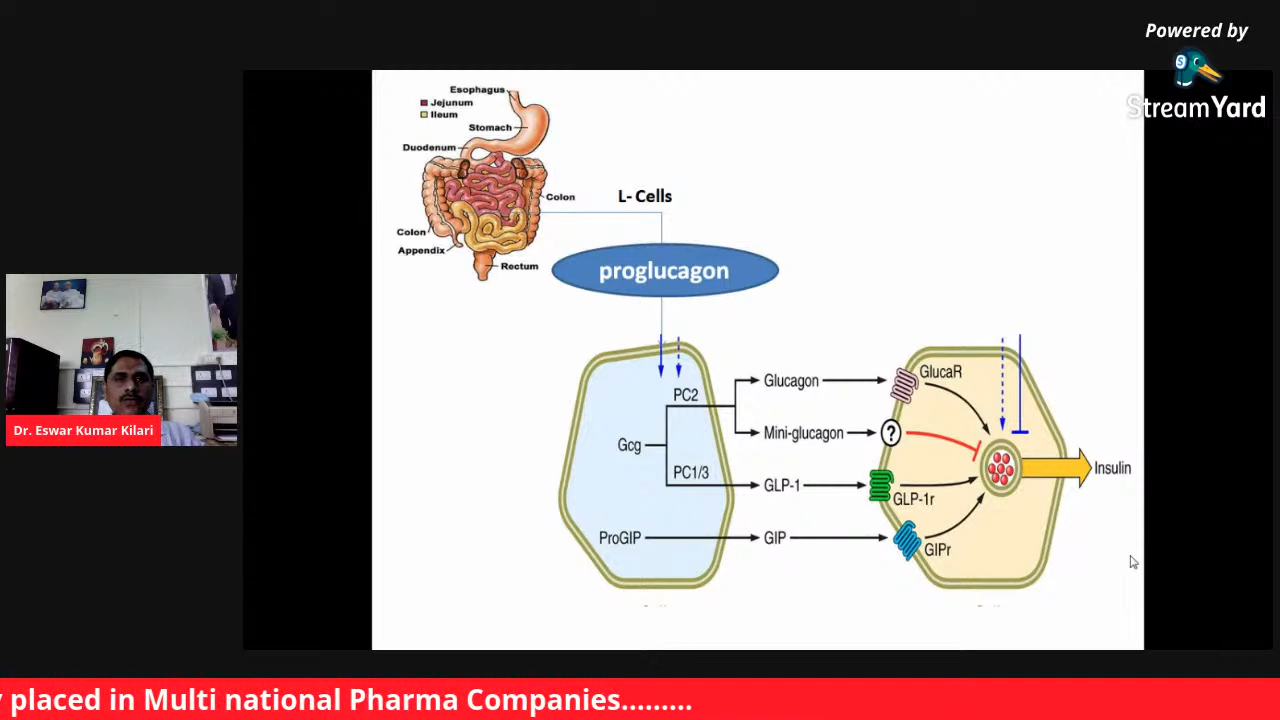 Powered by
StreamYard
Esophagus
Jejunum
Ileum
Stomach
Duodenum
Colon
L- Cells
Colon
Appendix
Rectum
proglucagon
PC2
Glucagon
GlucaR
Gcg
Mini-glucagon
?
PC1/3
GLP-1
GLP-1r
Insulin
ProGIP
GIP
GIPr
Dr. Eswar Kumar Kilari
placed in Multi national Pharma Companies.........